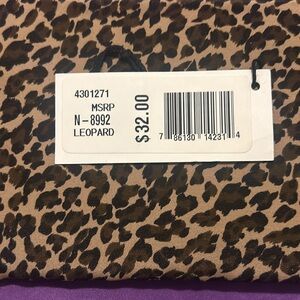 4301271
MSRP
N-8992
LEOPARD
$32.00
7 86130 14231 4